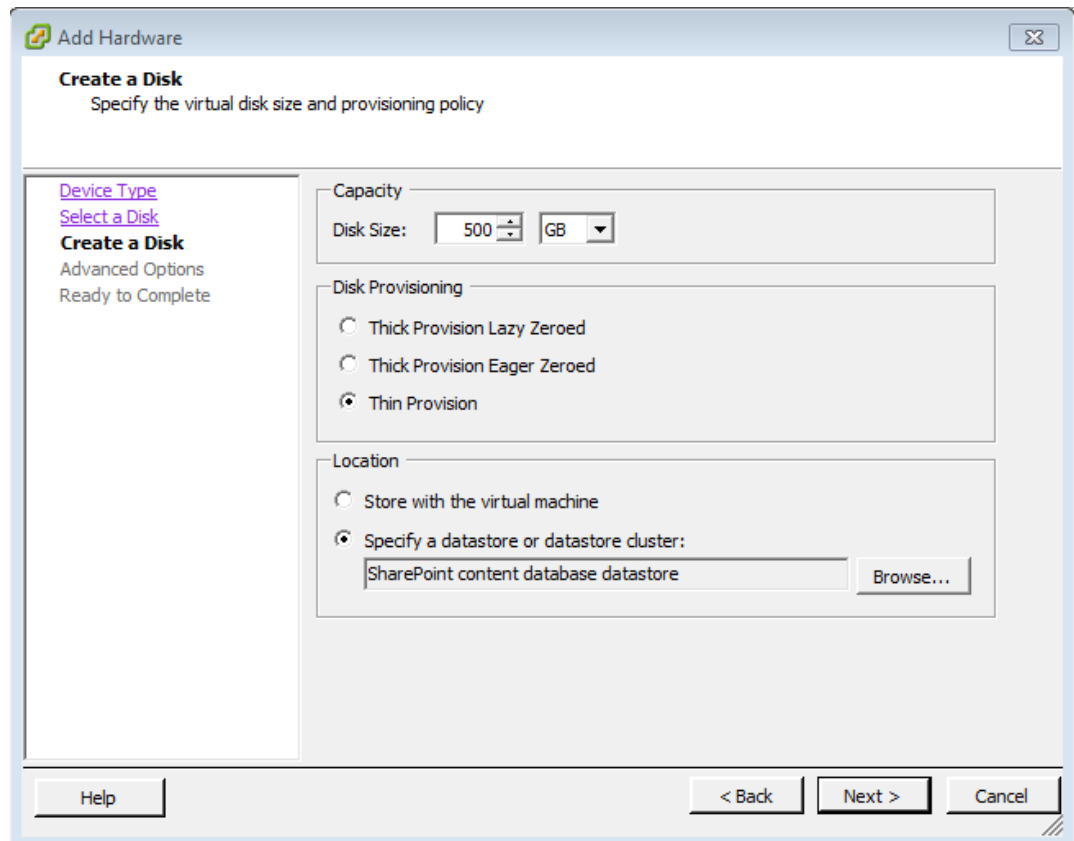 Add Hardware
Create a Disk
Specify the virtual disk size and provisioning policy
Device Type
Select a Disk
Create a Disk
Advanced Options
Ready to Complete
Capacity
Disk Size: 500 GB
Disk Provisioning
Thick Provision Lazy Zeroed
Thick Provision Eager Zeroed
Thin Provision
Location
Store with the virtual machine
Specify a datastore or datastore cluster:
SharePoint content database datastore Browse...
Help < Back Next > Cancel